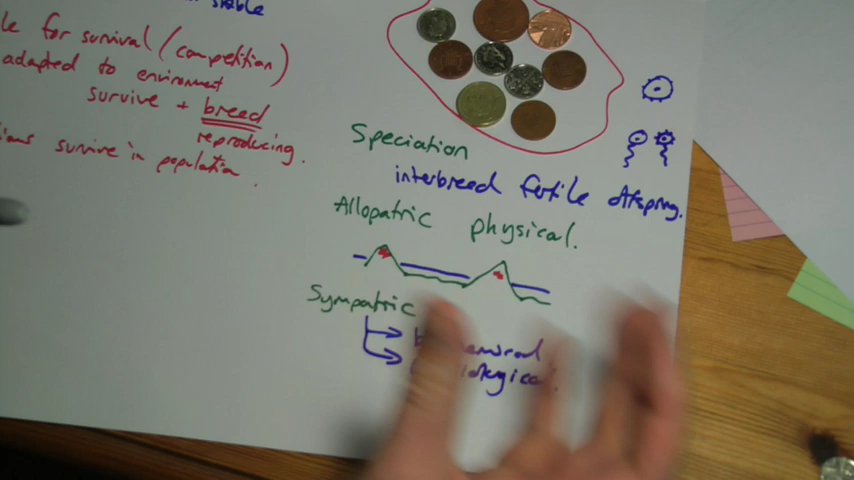 stable
for survival (competition)
adapted to environment
survive + breed
reproducing.
survive in population.
Speciation
interbreed fertile offspring.
Allopatric physical.
Sympatric